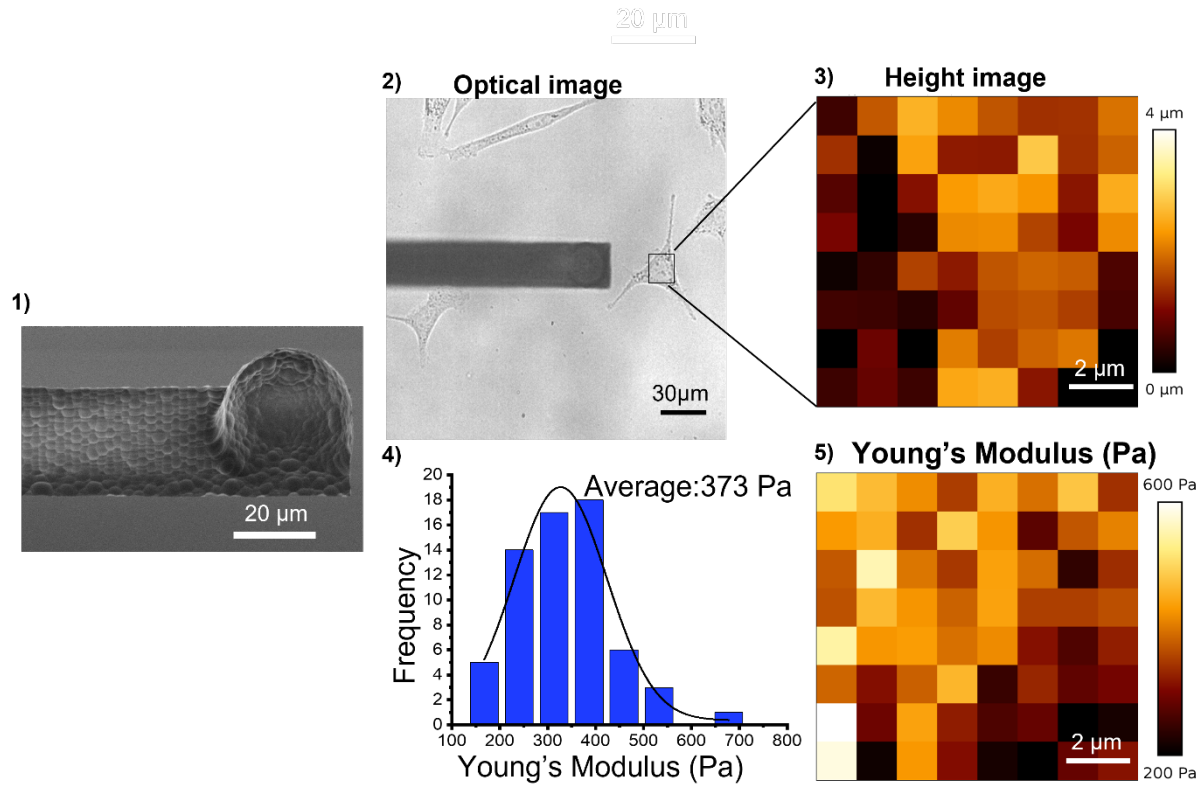 20 µm
2) Optical image
3) Height image
4 µm
0 µm
2 µm
1)
20 µm
30µm
4)
Average:373 Pa
Frequency
20
18
16
14
12
10
8
6
4
2
0
100 200 300 400 500 600 700 800
Young's Modulus (Pa)
5) Young's Modulus (Pa)
600 Pa
200 Pa
2 µm